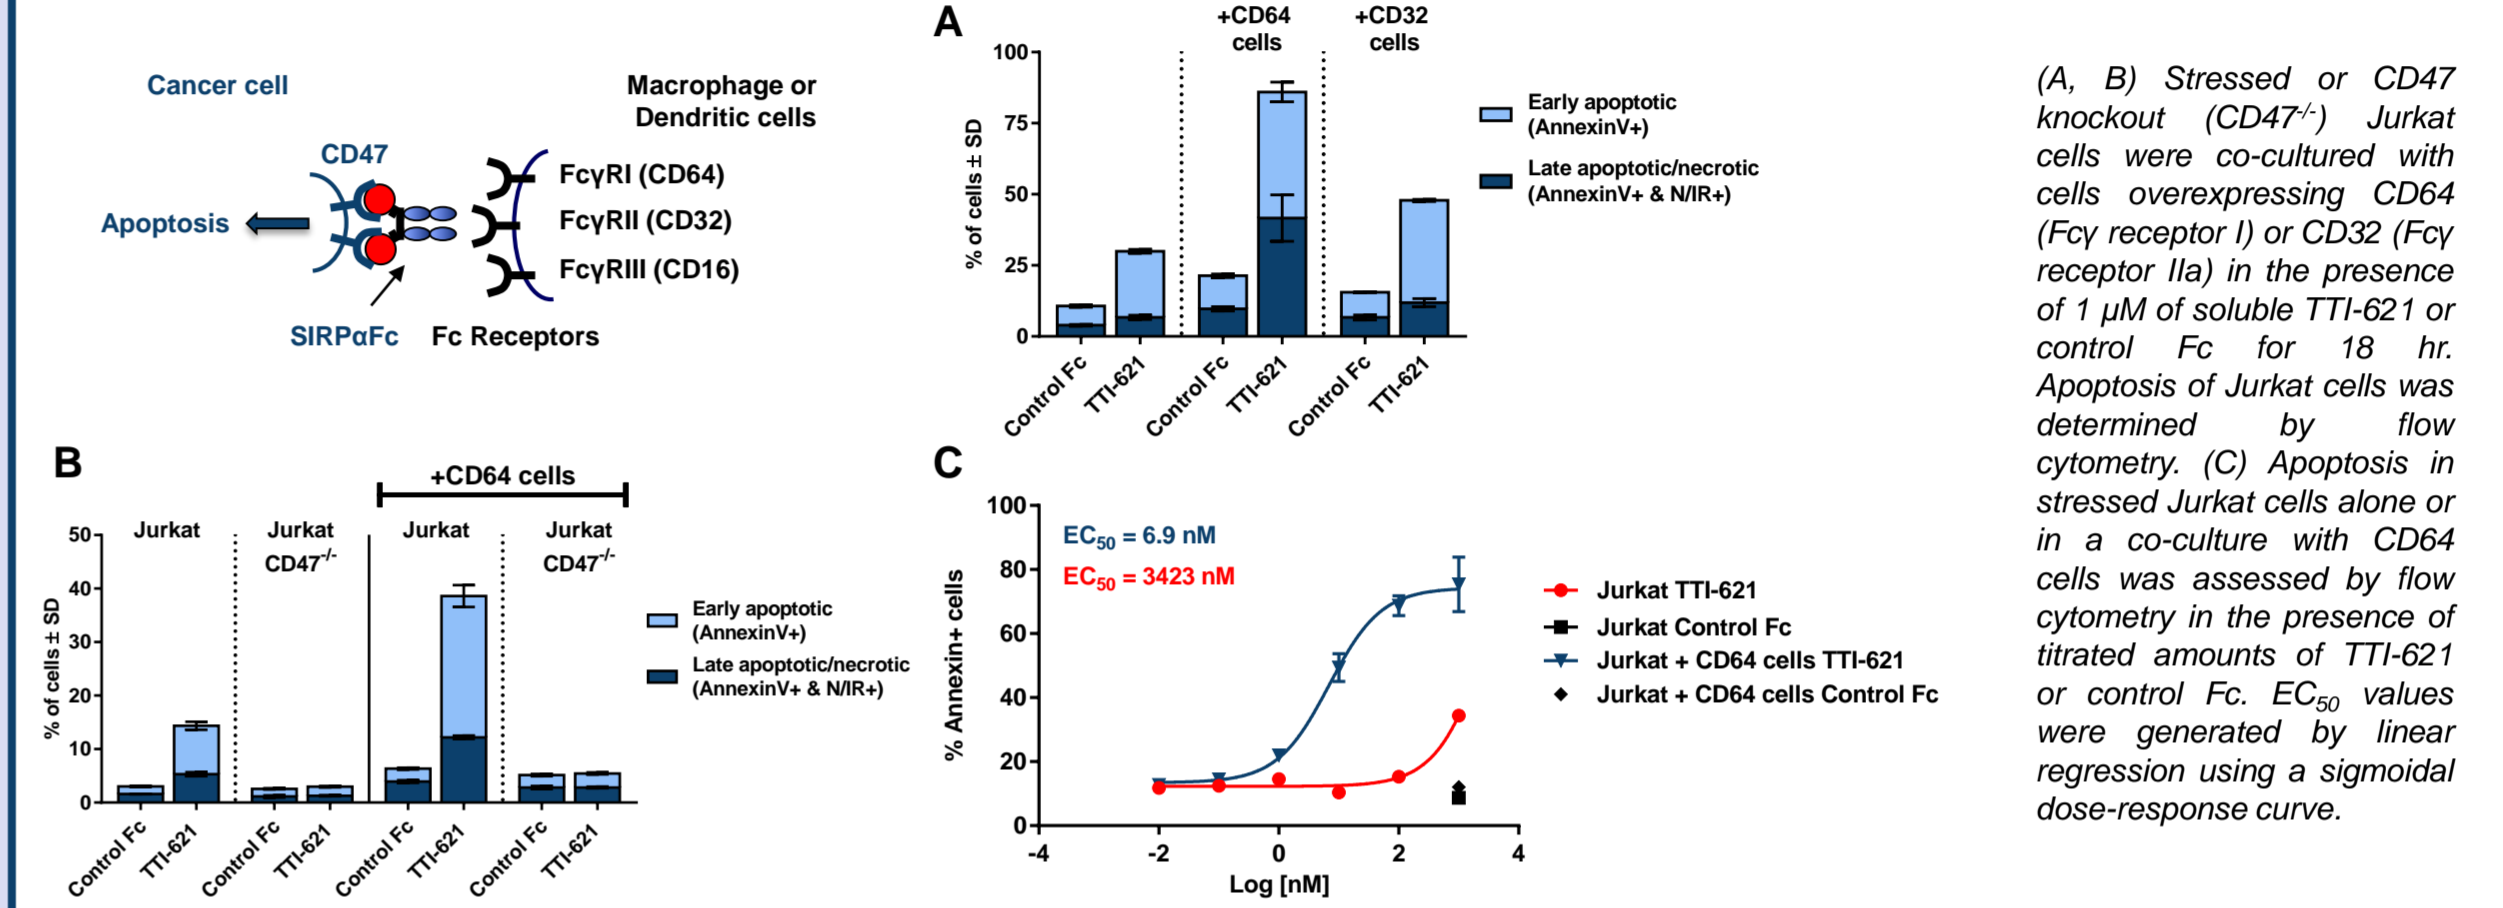 Cancer cell
Macrophage or
Dendritic cells
CD47
FcγRI (CD64)
Apoptosis
FcγRII (CD32)
FcγRIII (CD16)
SIRPαFc
Fc Receptors
A
+CD64
cells
+CD32
cells
% of cells ± SD
100
75
50
25
0
Control Fc
TTI-621
Control Fc
TTI-621
Control Fc
TTI-621
Early apoptotic
(AnnexinV+)
Late apoptotic/necrotic
(AnnexinV+ & N/IR+)
(A, B) Stressed or CD47
knockout (CD47-/-) Jurkat
cells were co-cultured with
cells overexpressing CD64
(Fcγ receptor I) or CD32 (Fcγ
receptor IIa) in the presence
of 1 µM of soluble TTI-621 or
control Fc for 18 hr.
Apoptosis of Jurkat cells was
determined by flow
cytometry. (C) Apoptosis in
stressed Jurkat cells alone or
in a co-culture with CD64
cells was assessed by flow
cytometry in the presence of
titrated amounts of TTI-621
or control Fc. EC50 values
were generated by linear
regression using a sigmoidal
dose-response curve.
B
+CD64 cells
Jurkat
Jurkat
CD47-/-
Jurkat
Jurkat
CD47-/-
% of cells ± SD
50
40
30
20
10
0
Control Fc
TTI-621
Control Fc
TTI-621
Control Fc
TTI-621
Control Fc
TTI-621
Early apoptotic
(AnnexinV+)
Late apoptotic/necrotic
(AnnexinV+ & N/IR+)
C
% Annexin+ cells
100
80
60
40
20
0
EC50 = 6.9 nM
EC50 = 3423 nM
-4
-2
0
2
4
Log [nM]
Jurkat TTI-621
Jurkat Control Fc
Jurkat + CD64 cells TTI-621
Jurkat + CD64 cells Control Fc